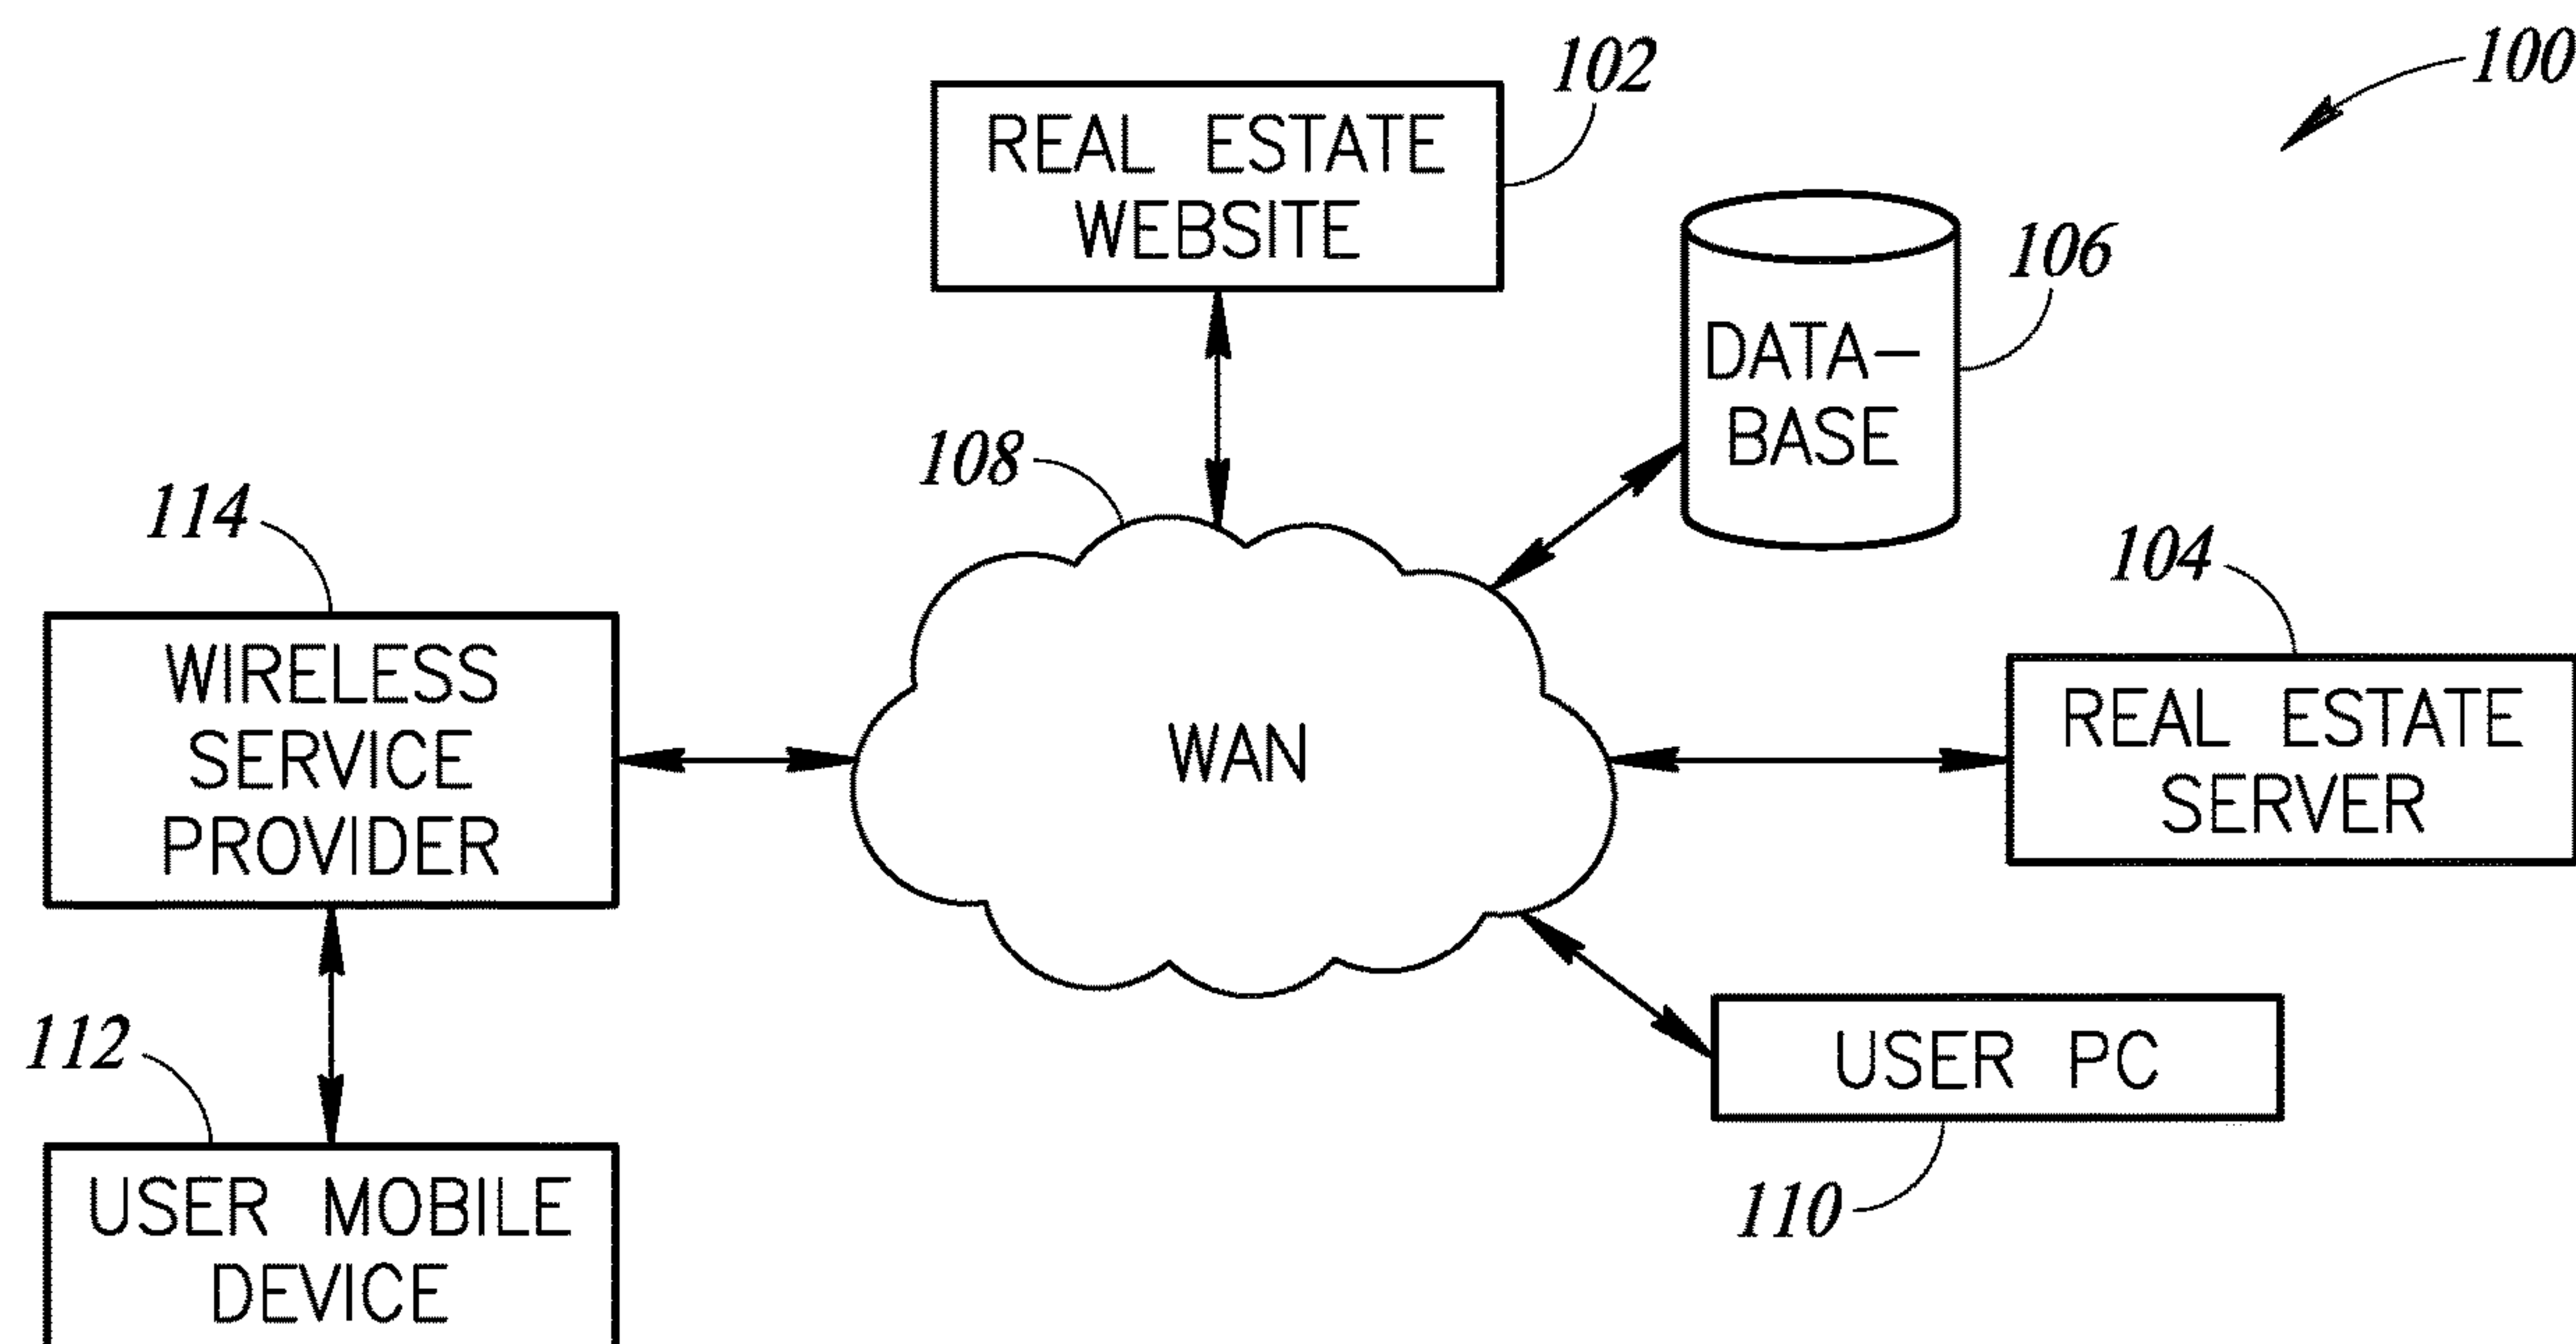 100
102
REAL ESTATE
WEBSITE
106
DATA-
BASE
108
114
WIRELESS
SERVICE
PROVIDER
WAN
104
REAL ESTATE
SERVER
112
USER MOBILE
DEVICE
USER PC
110